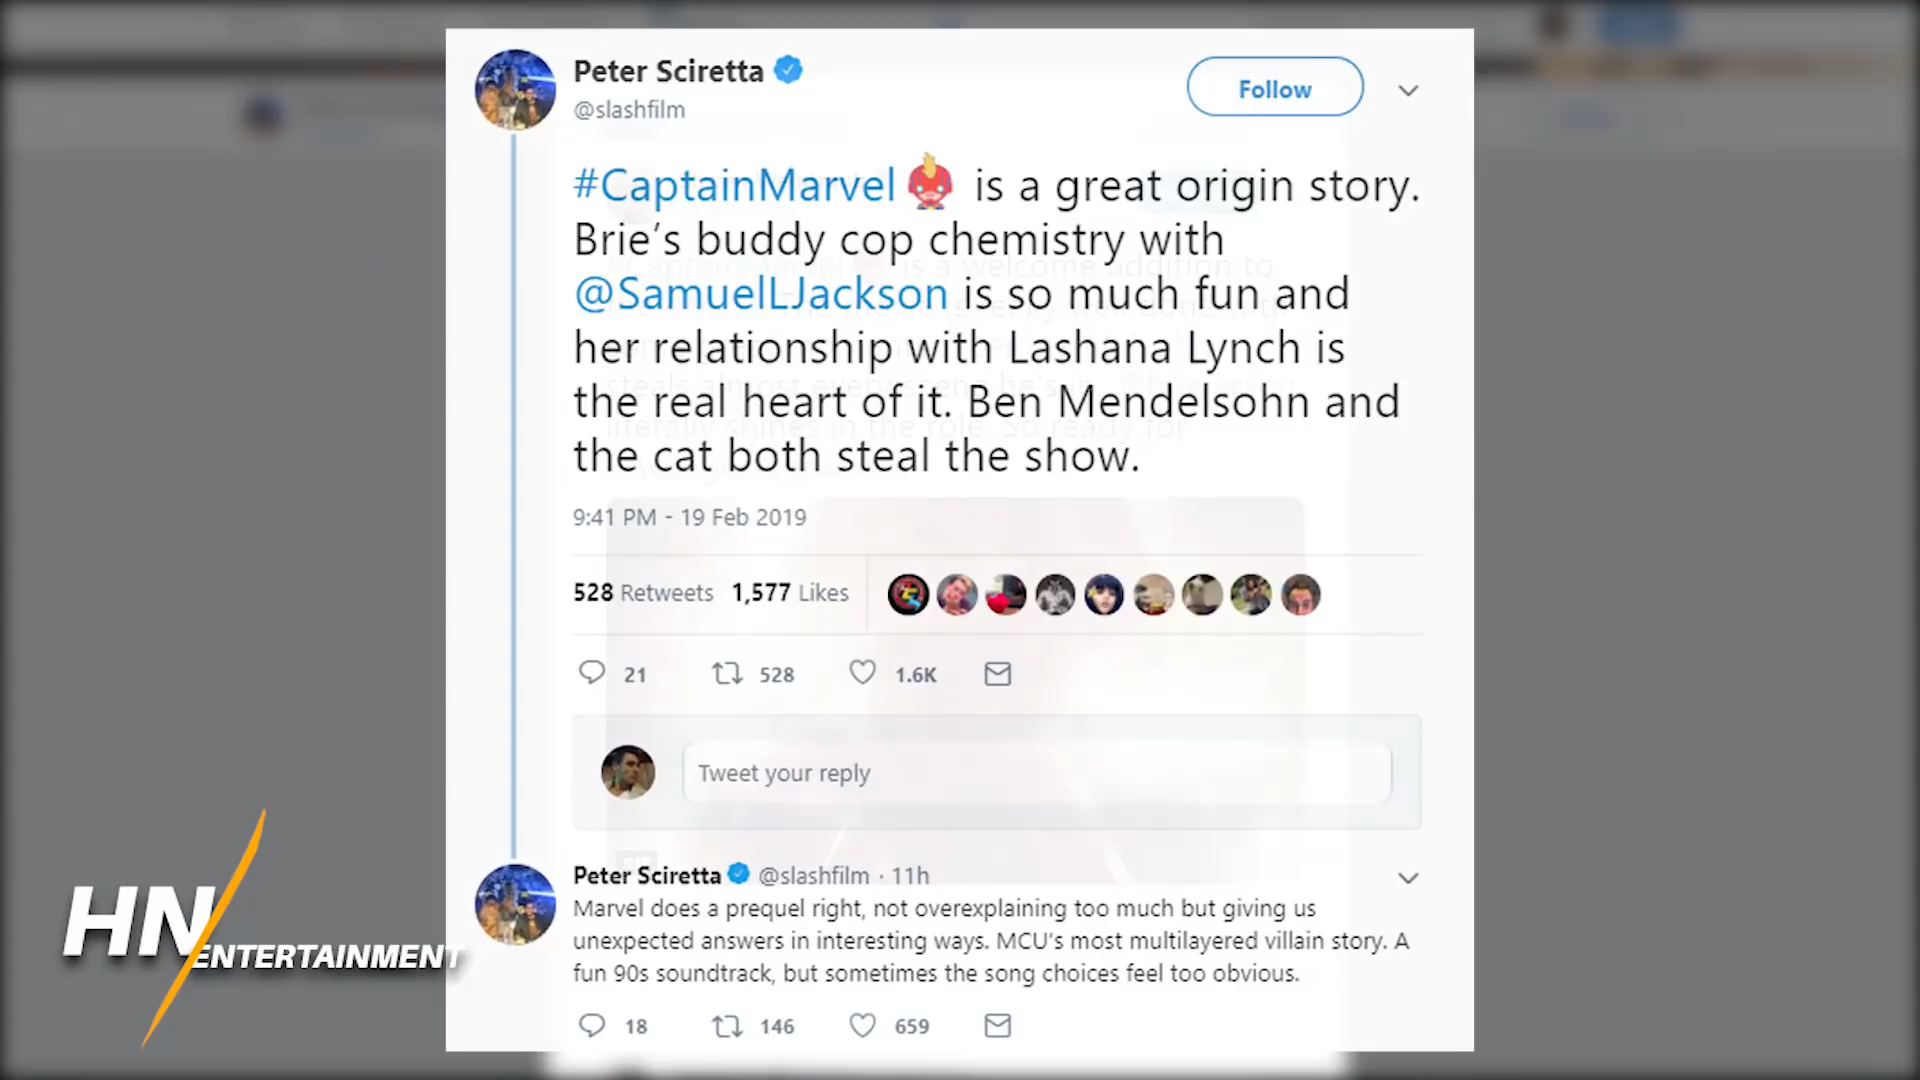 Peter Sciretta
@slashfilm
Follow
#CaptainMarvel is a great origin story.
Brie's buddy cop chemistry with
@SamuelLJackson is so much fun and
her relationship with Lashana Lynch is
the real heart of it. Ben Mendelsohn and
the cat both steal the show.
9:41 PM - 19 Feb 2019
528 Retweets 1,577 Likes
21 528 1.6K
Tweet your reply
Peter Sciretta @slashfilm · 11h
Marvel does a prequel right, not overexplaining too much but giving us
unexpected answers in interesting ways. MCU's most multilayered villain story. A
fun 90s soundtrack, but sometimes the song choices feel too obvious.
18 146 659
HN
ENTERTAINMENT